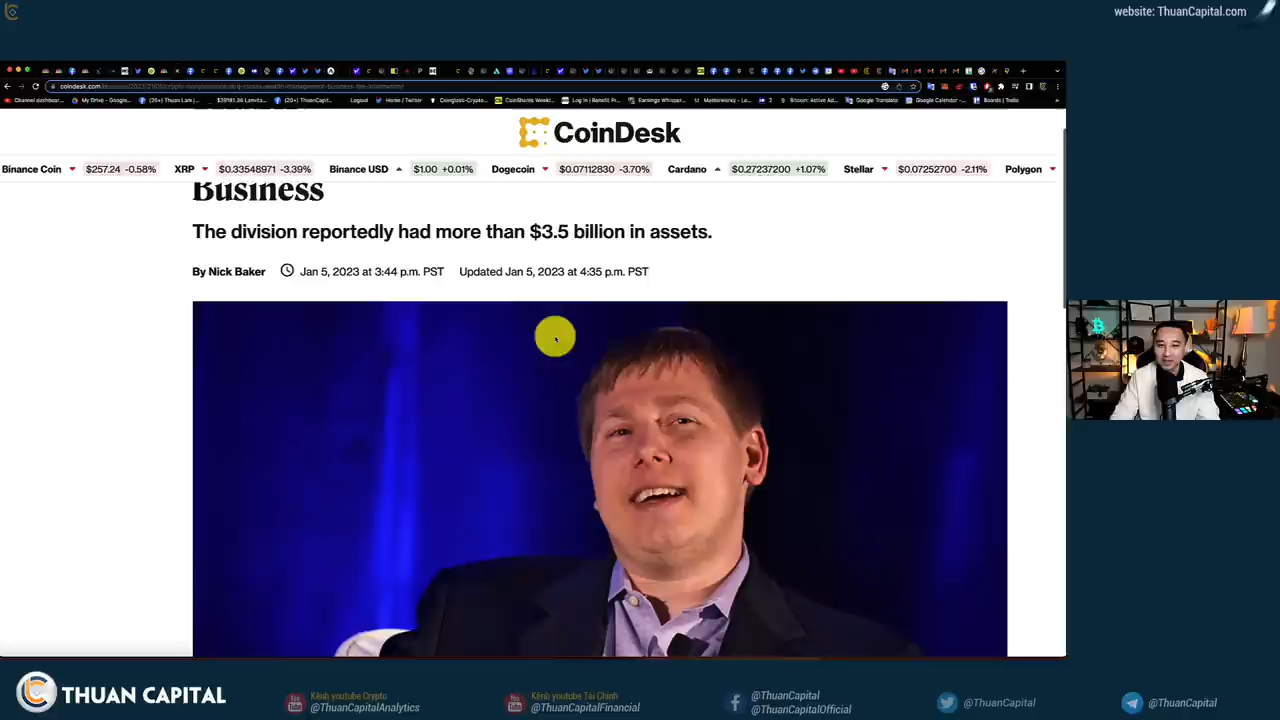 website: ThuanCapital.com
CoinDesk
Binance Coin $257.24 -0.58% XRP $0.33548971 -3.39% Binance USD $1.00 +0.01% Dogecoin $0.07112830 -3.70% Cardano $0.27237200 +1.07% Stellar $0.07252700 -2.11% Polygon
Business
The division reportedly had more than $3.5 billion in assets.
By Nick Baker Jan 5, 2023 at 3:44 p.m. PST Updated Jan 5, 2023 at 4:35 p.m. PST
THUAN CAPITAL
Kênh youtube Crypto
@ThuanCapitalAnalytics
Kênh youtube Tài Chính
@ThuanCapitalFinancial
@ThuanCapital
@ThuanCapitalOfficial
@ThuanCapital
@ThuanCapital